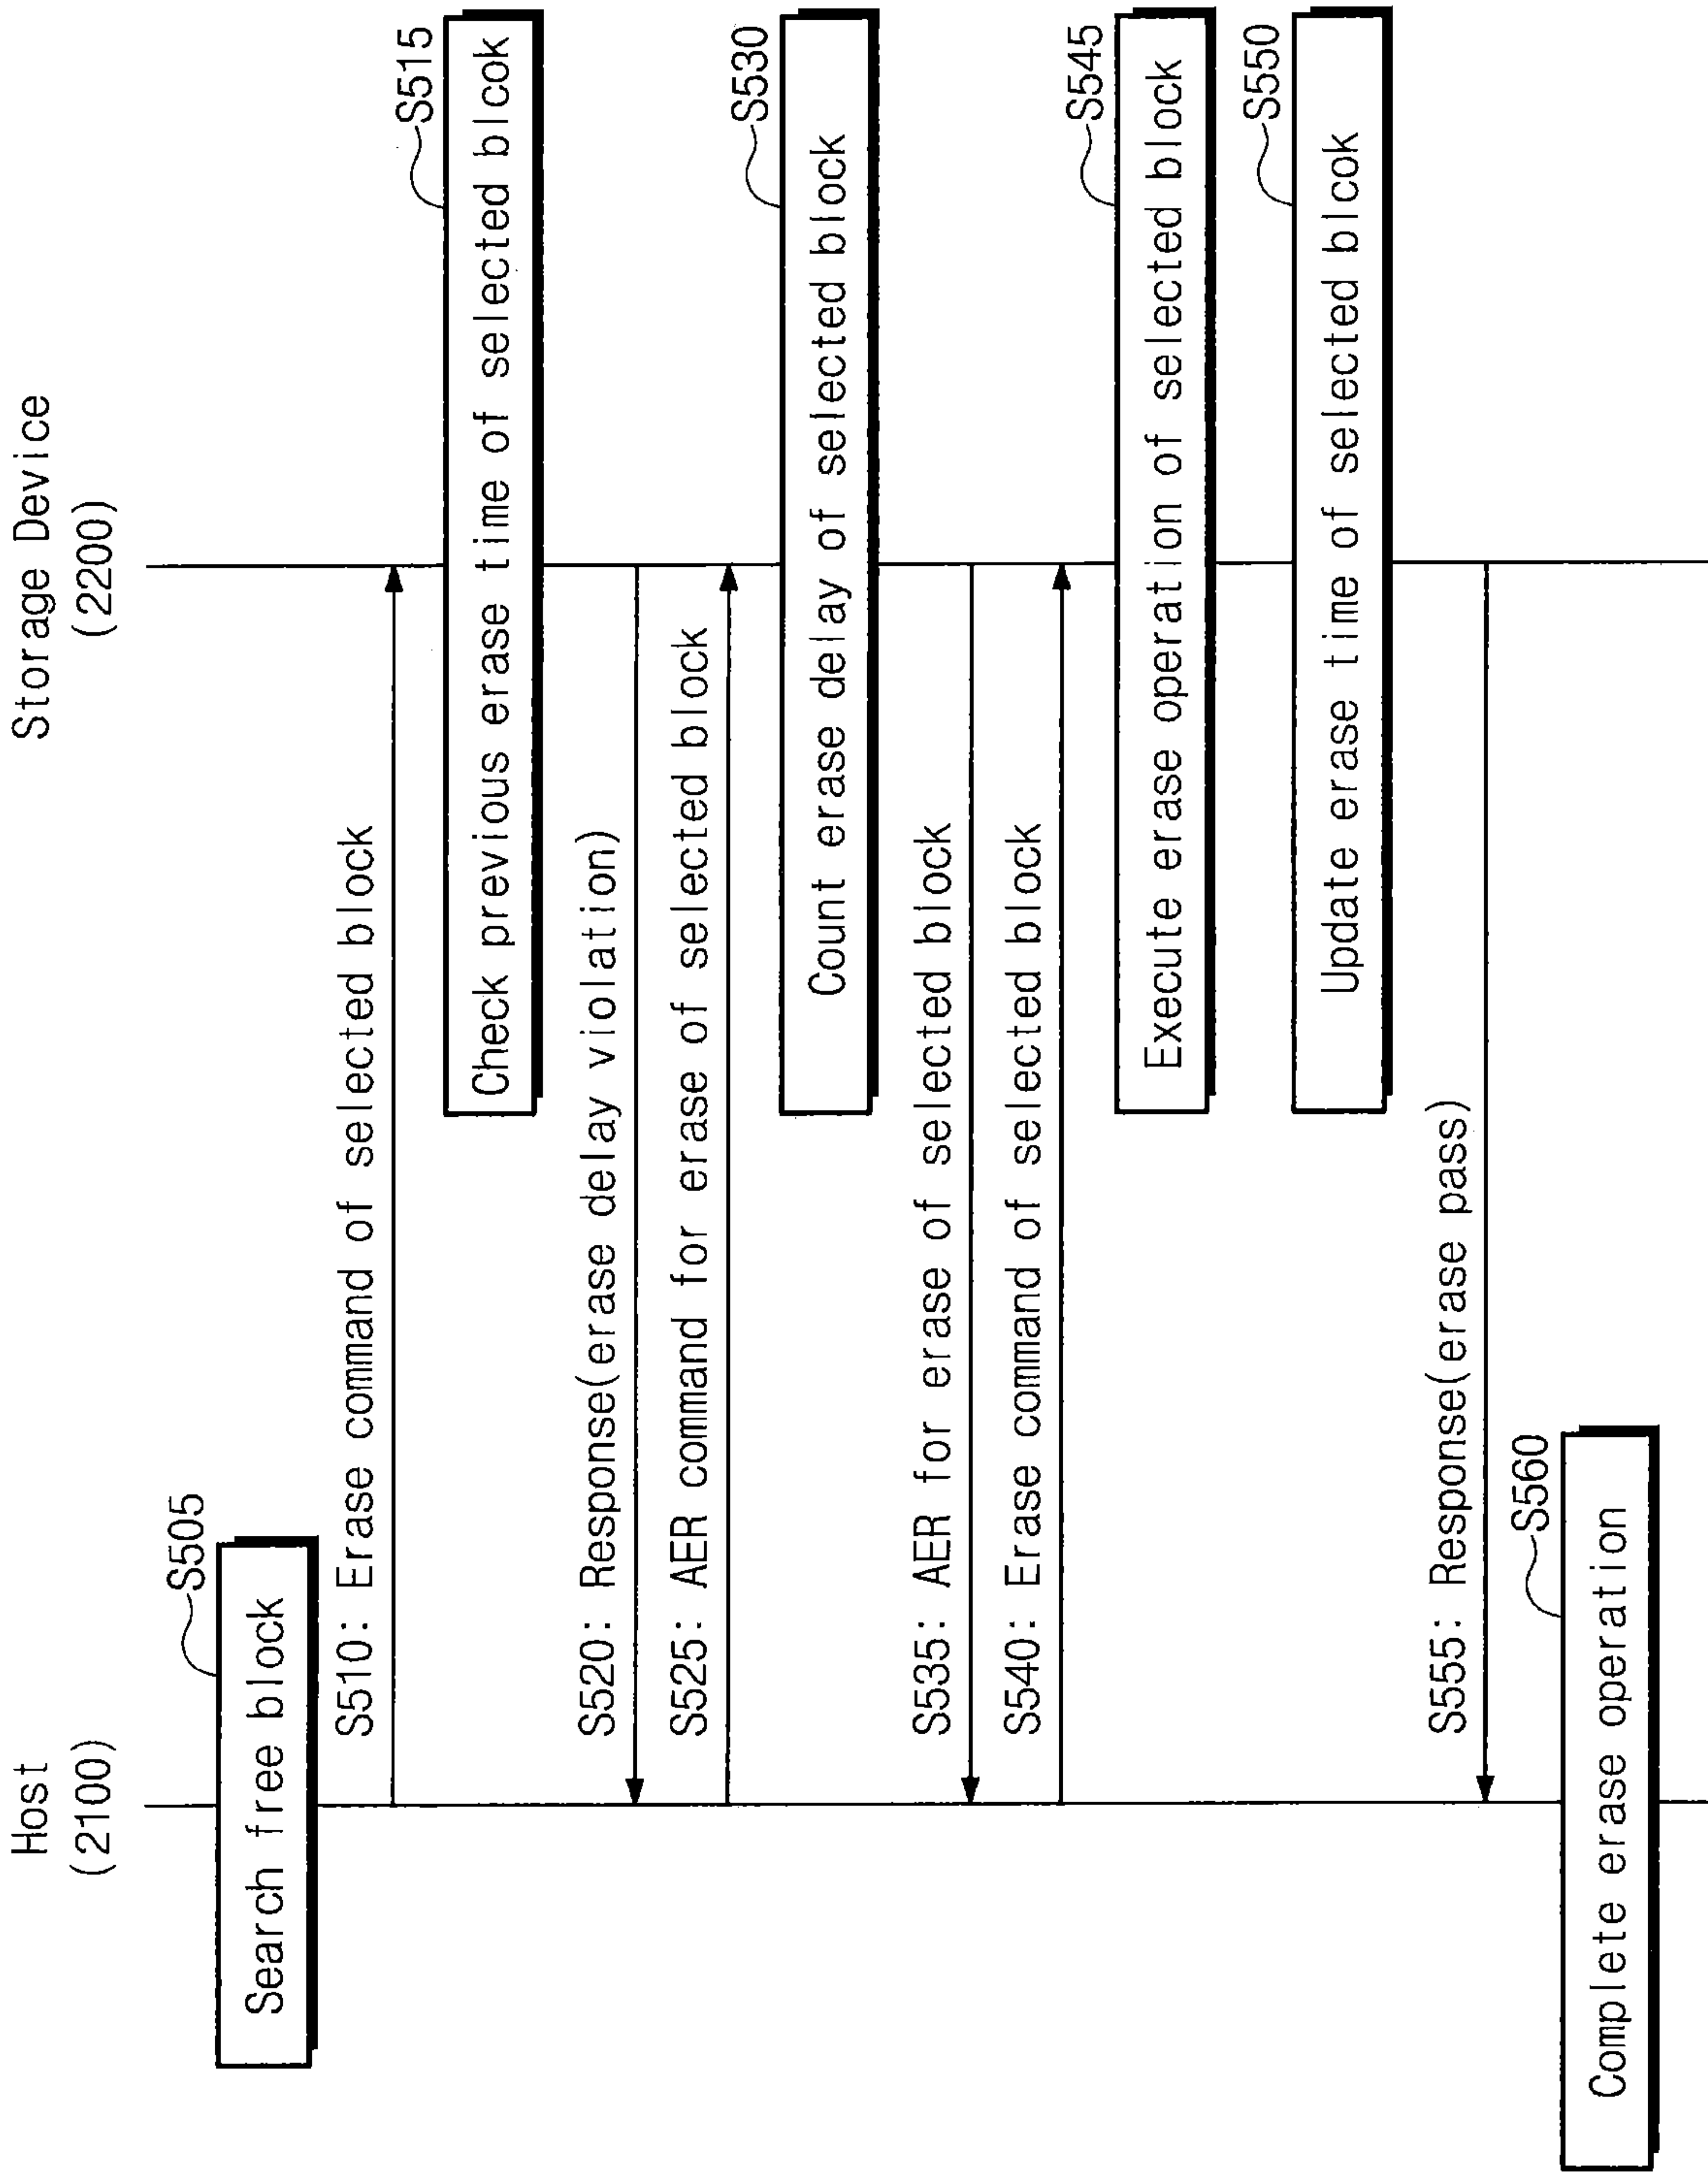 Host
(2100)
Storage Device
(2200)
S505
Search free block
S510: Erase command of selected block
S515
Check previous erase time of selected blcok
S520: Response(erase delay violation)
S525: AER command for erase of selected block
S530
Count erase delay of selected block
S535: AER for erase of selected block
S540: Erase command of selected block
S545
Execute erase operation of selected block
S550
Update erase time of selected blcok
S555: Response(erase pass)
S560
Complete erase operation